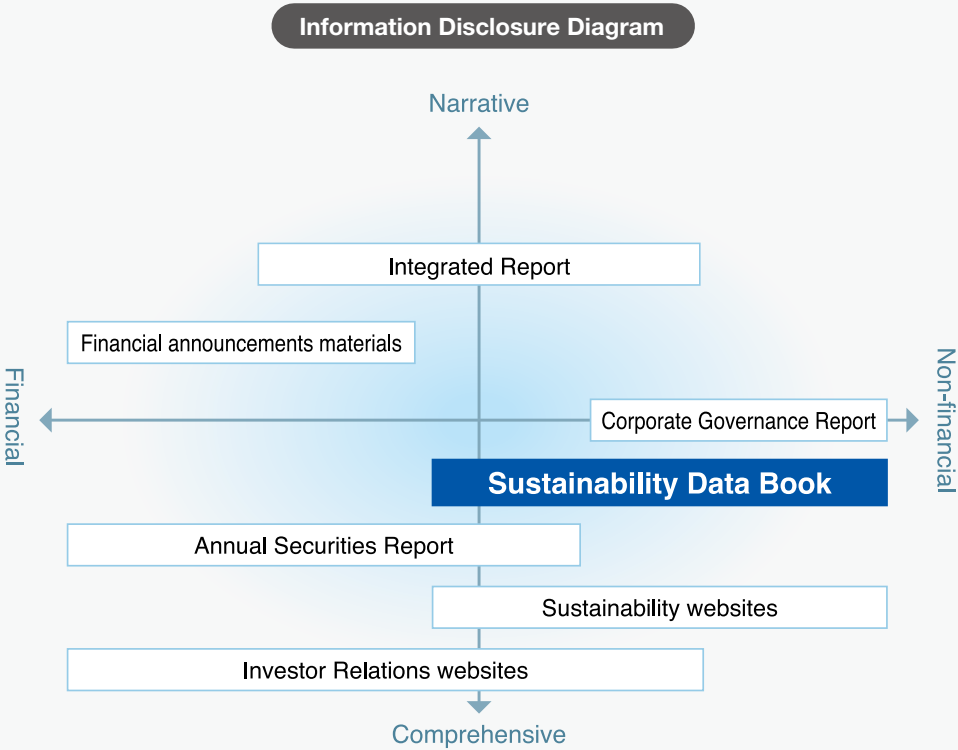 Information Disclosure Diagram
Narrative
Integrated Report
Financial announcements materials
Financial
Non-financial
Corporate Governance Report
Sustainability Data Book
Annual Securities Report
Sustainability websites
Investor Relations websites
Comprehensive